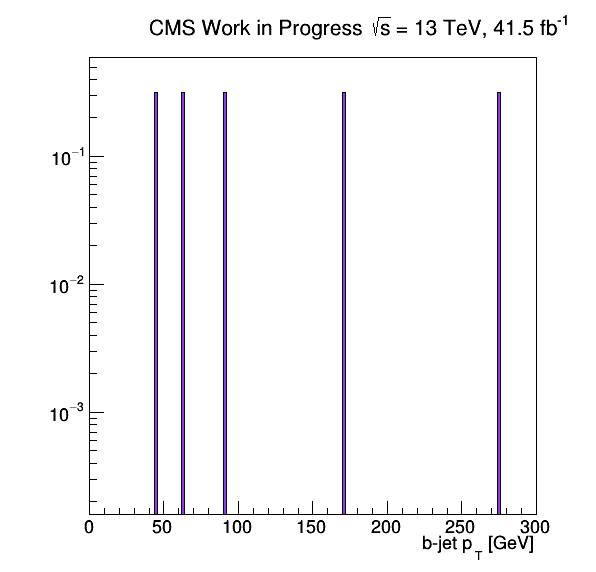 CMS Work in Progress √s = 13 TeV, 41.5 fb⁻¹
10⁻¹
10⁻²
10⁻³
0 50 100 150 200 250 300
b-jet p_T [GeV]